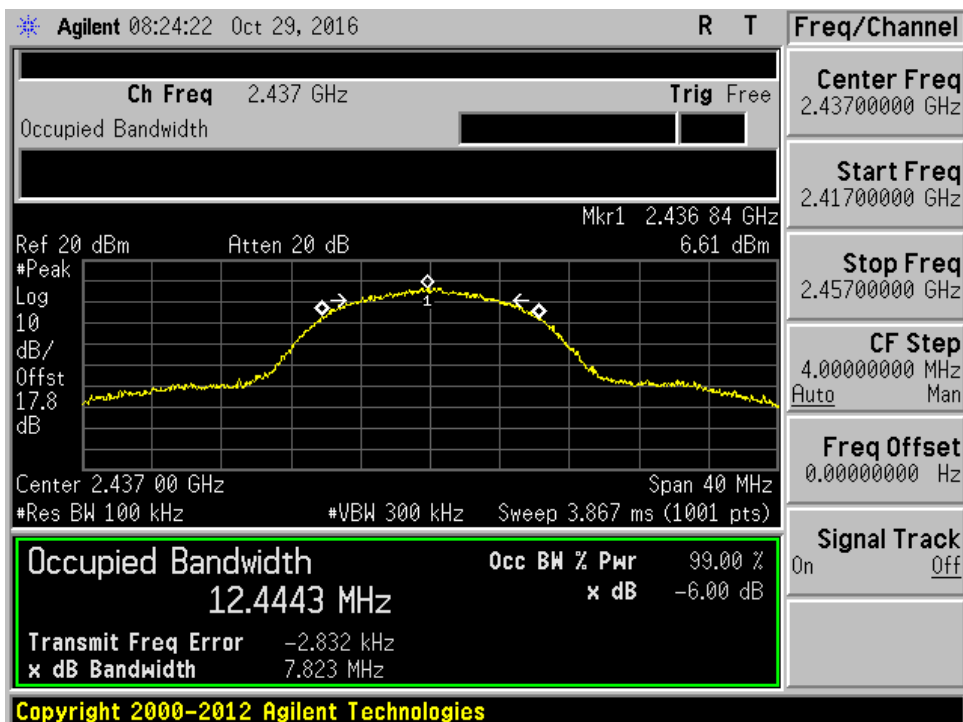 Agilent 08:24:22 Oct 29, 2016 R T
Ch Freq 2.437 GHz Trig Free
Occupied Bandwidth
Mkr1 2.436 84 GHz
Ref 20 dBm Atten 20 dB 6.61 dBm
#Peak
Log
10
dB/
Offst
17.8
dB
1
Center 2.437 00 GHz Span 40 MHz
#Res BW 100 kHz #VBW 300 kHz Sweep 3.867 ms (1001 pts)
Occupied Bandwidth Occ BW % Pwr 99.00 %
12.4443 MHz x dB -6.00 dB
Transmit Freq Error -2.832 kHz
x dB Bandwidth 7.823 MHz
Copyright 2000-2012 Agilent Technologies
Freq/Channel
Center Freq
2.43700000 GHz
Start Freq
2.41700000 GHz
Stop Freq
2.45700000 GHz
CF Step
4.00000000 MHz
Auto Man
Freq Offset
0.00000000 Hz
Signal Track
On Off